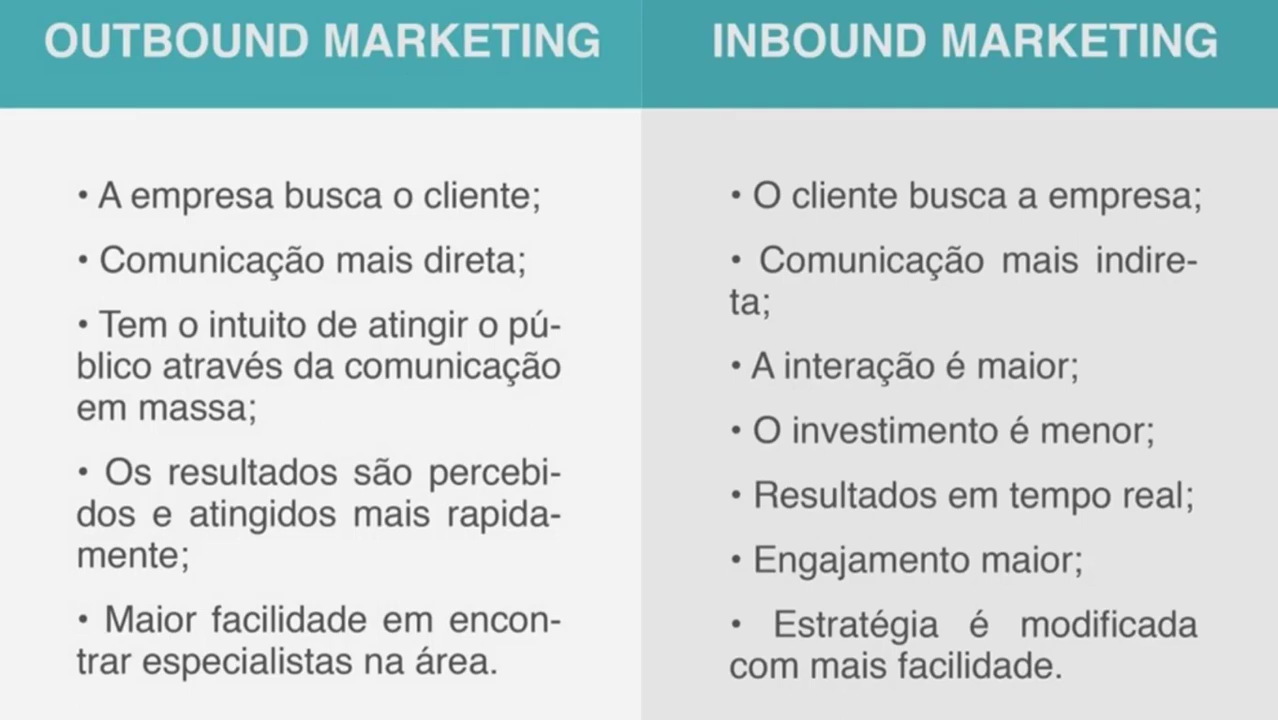 OUTBOUND MARKETING
• A empresa busca o cliente;
• Comunicação mais direta;
• Tem o intuito de atingir o pú-
blico através da comunicação
em massa;
• Os resultados são percebi-
dos e atingidos mais rapida-
mente;
• Maior facilidade em encon-
trar especialistas na área.
INBOUND MARKETING
• O cliente busca a empresa;
• Comunicação mais indire-
ta;
• A interação é maior;
• O investimento é menor;
• Resultados em tempo real;
• Engajamento maior;
• Estratégia é modificada
com mais facilidade.